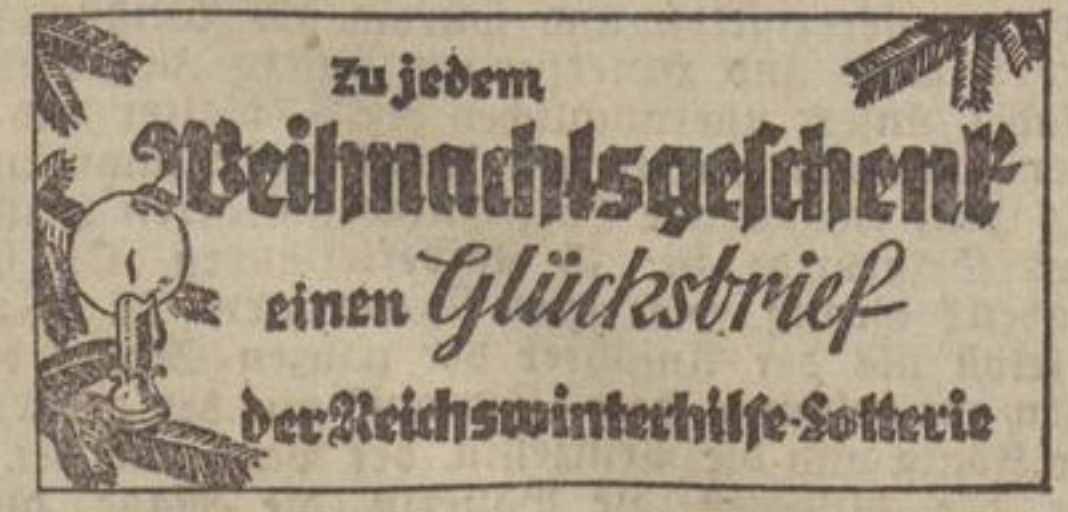 Zu jedem
Weihnachtsgeschenk
einen Glücksbrief
der Reichswinterhilfe-Lotterie